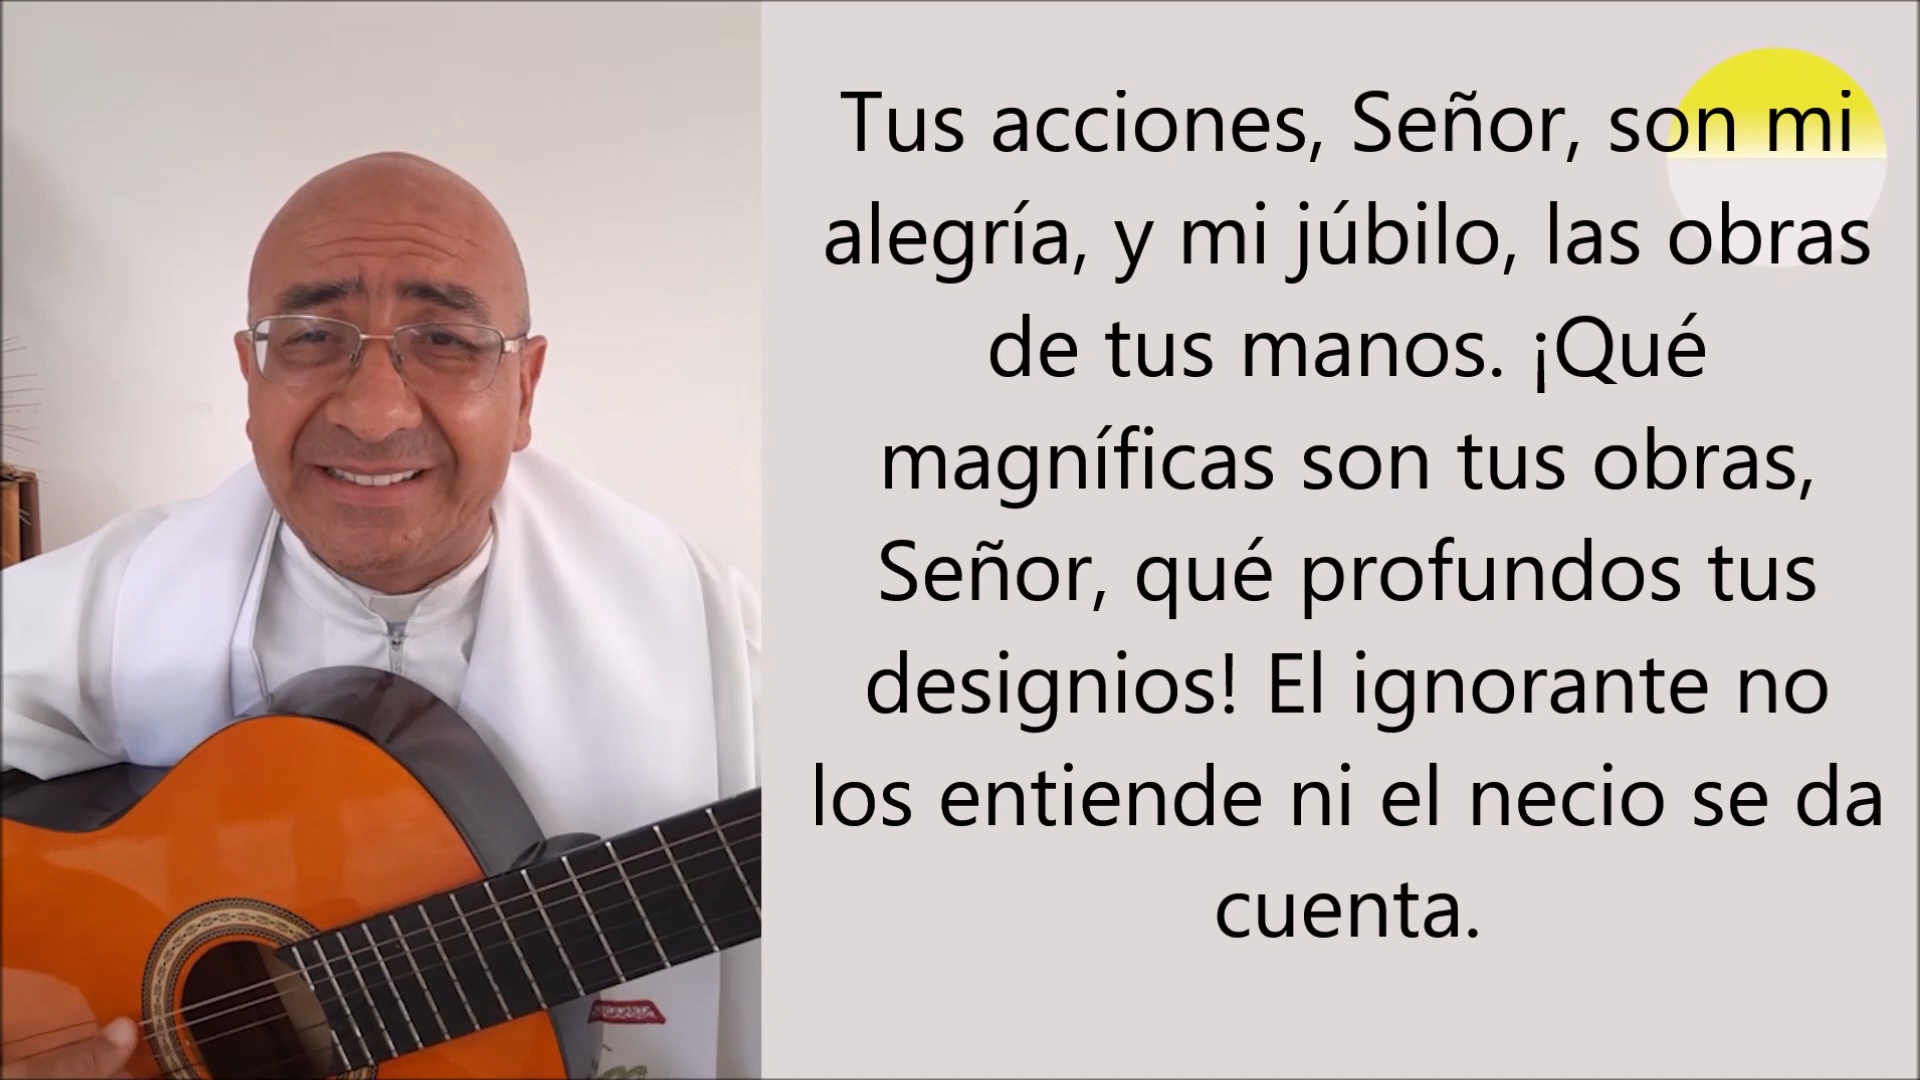 Tus acciones, Señor, son mi
alegría, y mi júbilo, las obras
de tus manos. ¡Qué
magníficas son tus obras,
Señor, qué profundos tus
designios! El ignorante no
los entiende ni el necio se da
cuenta.